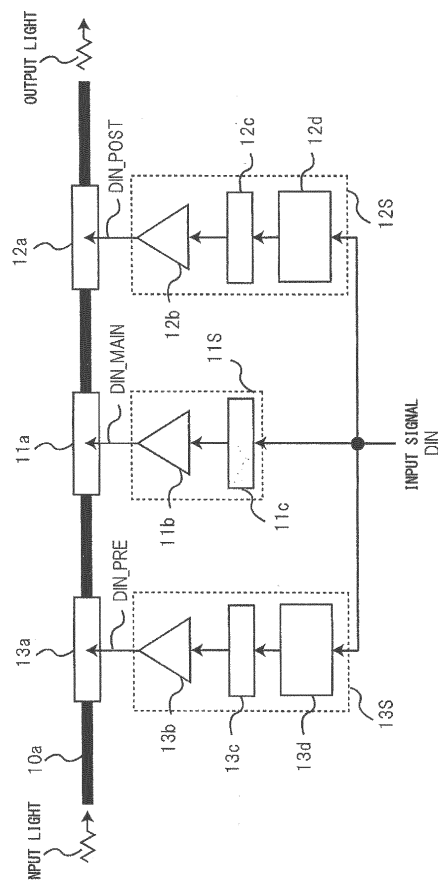 INPUT LIGHT
10a
13a
11a
12a
OUTPUT LIGHT
DIN_PRE
DIN_MAIN
DIN_POST
13b
11b
12b
11S
13c
11c
12c
13d
12d
13S
12S
INPUT SIGNAL
DIN